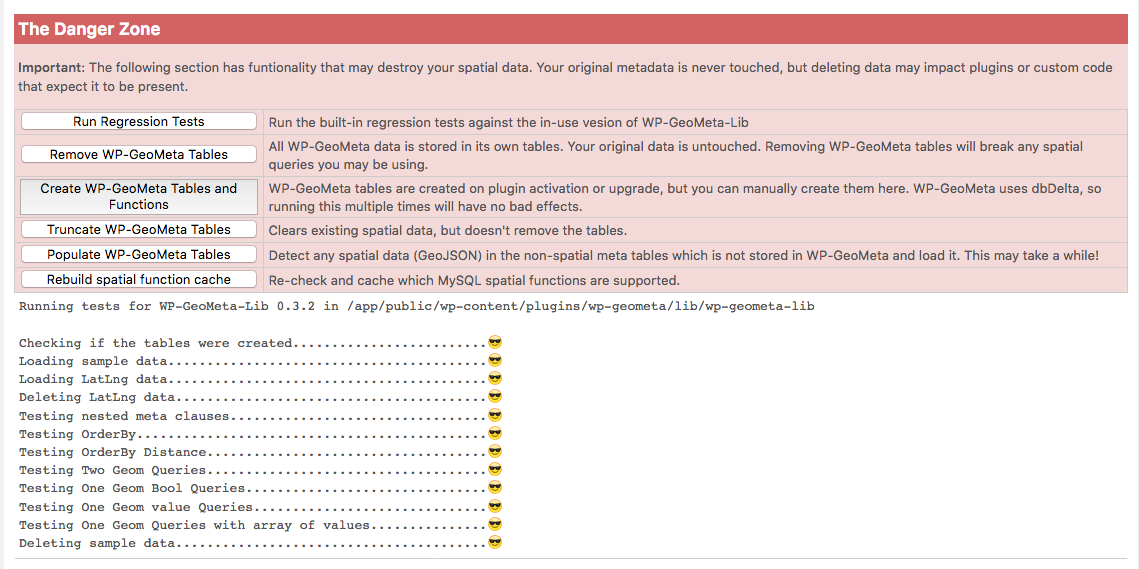 The Danger Zone
Important: The following section has funtionality that may destroy your spatial data. Your original metadata is never touched, but deleting data may impact plugins or custom code
that expect it to be present.
Run Regression Tests
Run the built-in regression tests against the in-use vesion of WP-GeoMeta-Lib
Remove WP-GeoMeta Tables
All WP-GeoMeta data is stored in its own tables. Your original data is untouched. Removing WP-GeoMeta tables will break any spatial
queries you may be using.
Create WP-GeoMeta Tables and
Functions
WP-GeoMeta tables are created on plugin activation or upgrade, but you can manually create them here. WP-GeoMeta uses dbDelta, so
running this multiple times will have no bad effects.
Truncate WP-GeoMeta Tables
Clears existing spatial data, but doesn't remove the tables.
Populate WP-GeoMeta Tables
Detect any spatial data (GeoJSON) in the non-spatial meta tables which is not stored in WP-GeoMeta and load it. This may take a while!
Rebuild spatial function cache
Re-check and cache which MySQL spatial functions are supported.
Running tests for WP-GeoMeta-Lib 0.3.2 in /app/public/wp-content/plugins/wp-geometa/lib/wp-geometa-lib
Checking if the tables were created.........................😎
Loading sample data.........................................😎
Loading LatLng data.........................................😎
Deleting LatLng data........................................😎
Testing nested meta clauses.................................😎
Testing OrderBy.............................................😎
Testing OrderBy Distance....................................😎
Testing Two Geom Queries....................................😎
Testing One Geom Bool Queries...............................😎
Testing One Geom value Queries..............................😎
Testing One Geom Queries with array of values...............😎
Deleting sample data........................................😎